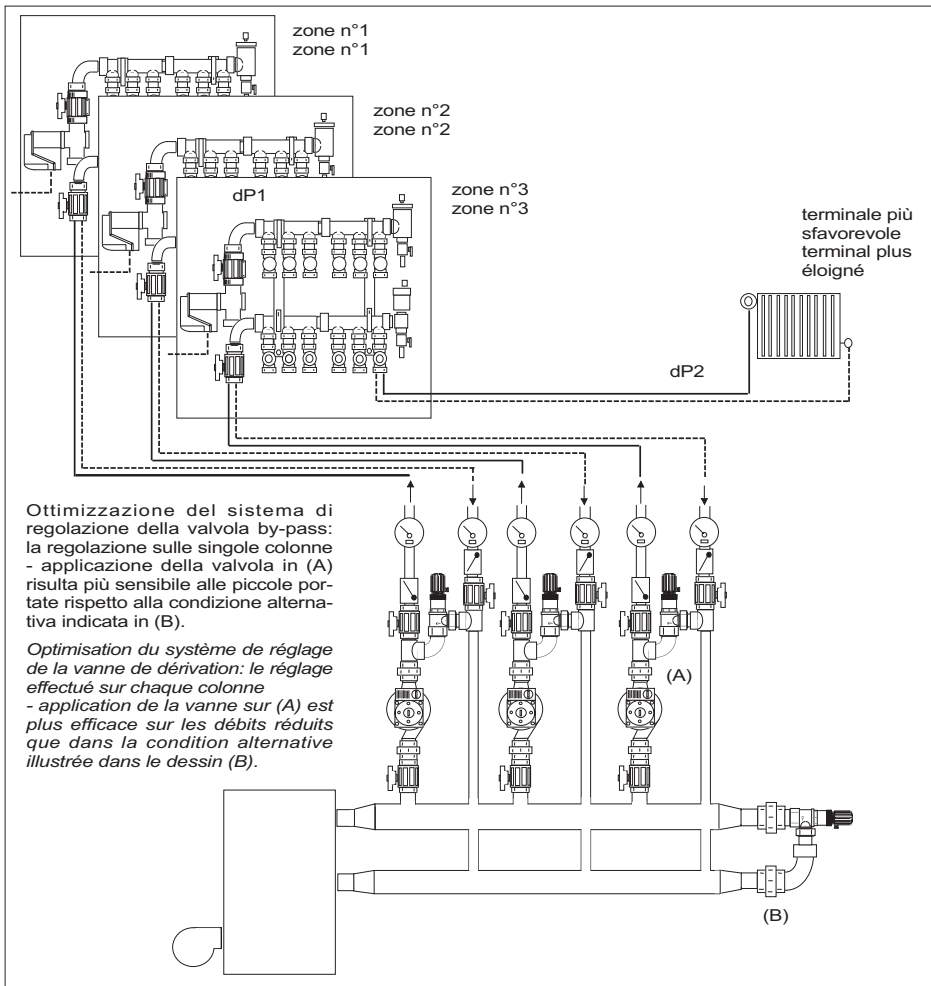 zone n°1
zone n°1
zone n°2
zone n°2
dP1
zone n°3
zone n°3
terminale più
sfavorevole
terminal plus
éloigné
dP2
Ottimizzazione del sistema di
regolazione della valvola by-pass:
la regolazione sulle singole colonne
- applicazione della valvola in (A)
risulta più sensibile alle piccole por-
tate rispetto alla condizione alterna-
tiva indicata in (B).
Optimisation du système de réglage
de la vanne de dérivation: le réglage
effectué sur chaque colonne
- application de la vanne sur (A) est
plus efficace sur les débits réduits
que dans la condition alternative
illustrée dans le dessin (B).
(A)
(B)